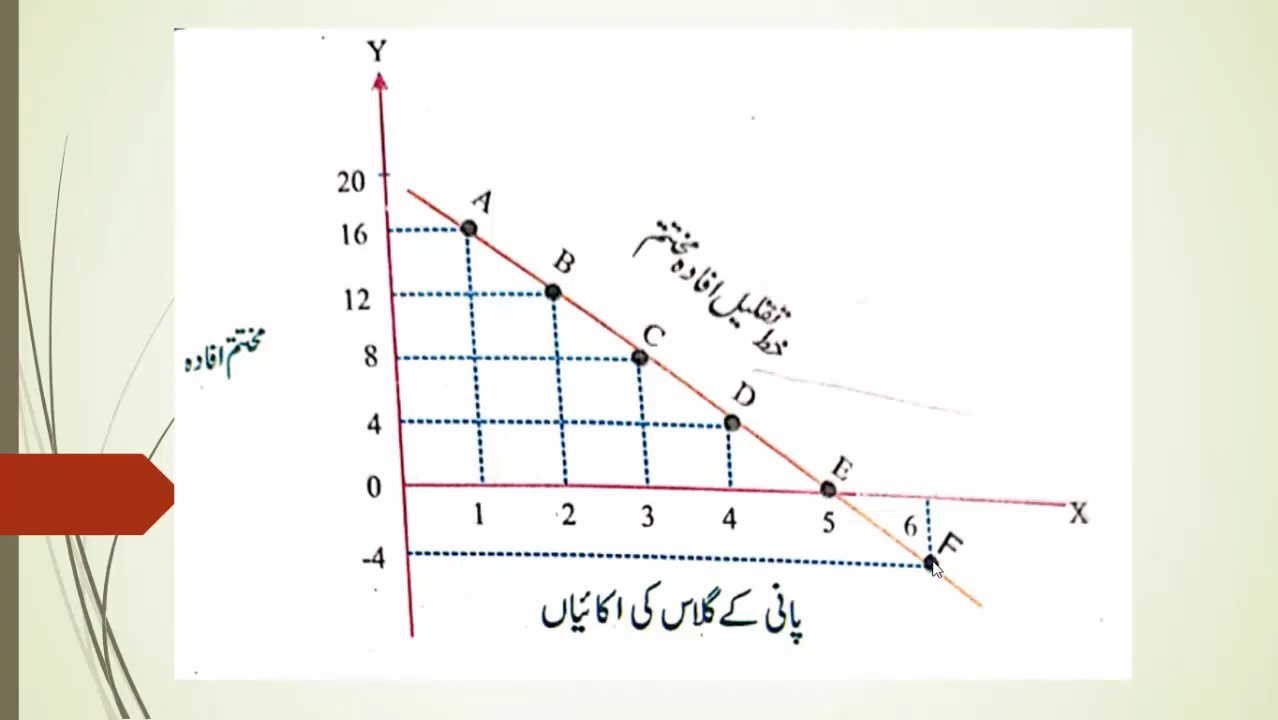 Y
20
A
16
B
12
خط تقلیل افادہ مختتم
C
8
مختتم افادہ
D
4
E
0
1 2 3 4 5 6
X
F
-4
پانی کے گلاس کی اکائیاں